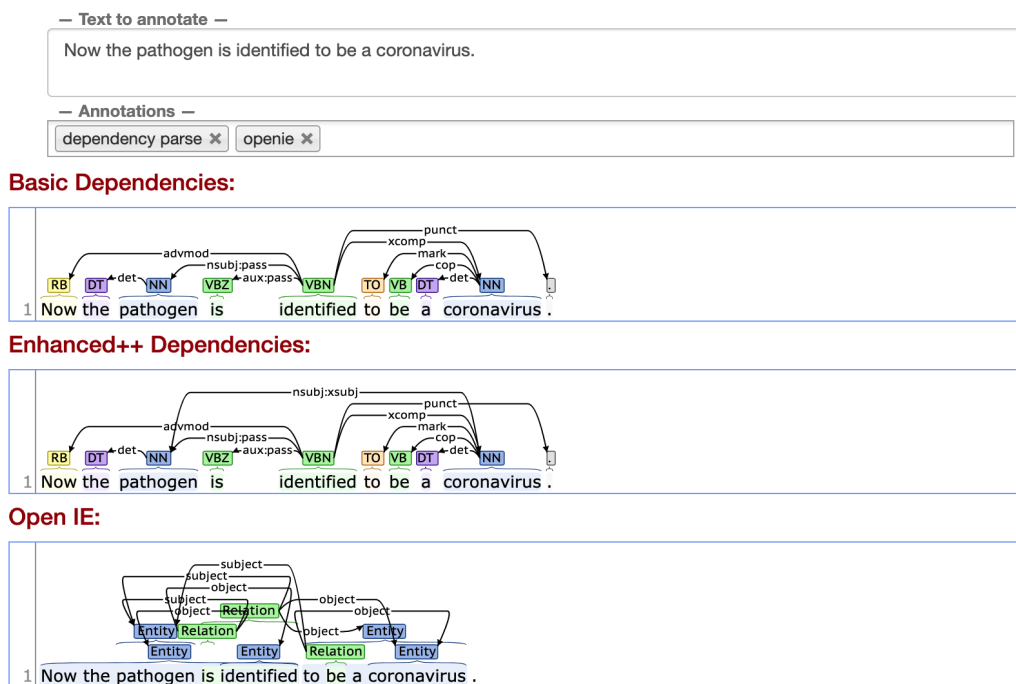 — Text to annotate —
Now the pathogen is identified to be a coronavirus.
— Annotations —
dependency parse ✖ openie ✖
Basic Dependencies:
punct
xcomp
advmod mark
nsubj:pass cop
det aux:pass det
RB DT NN VBZ VBN TO VB DT NN .
1 Now the pathogen is identified to be a coronavirus .
Enhanced++ Dependencies:
nsubj:xsubj
punct
xcomp
advmod mark
nsubj:pass cop
det aux:pass det
RB DT NN VBZ VBN TO VB DT NN .
1 Now the pathogen is identified to be a coronavirus .
Open IE:
subject
subject
object
subject object
object Relation object
Entity Relation object Entity
Entity Entity Relation Entity
1 Now the pathogen is identified to be a coronavirus .